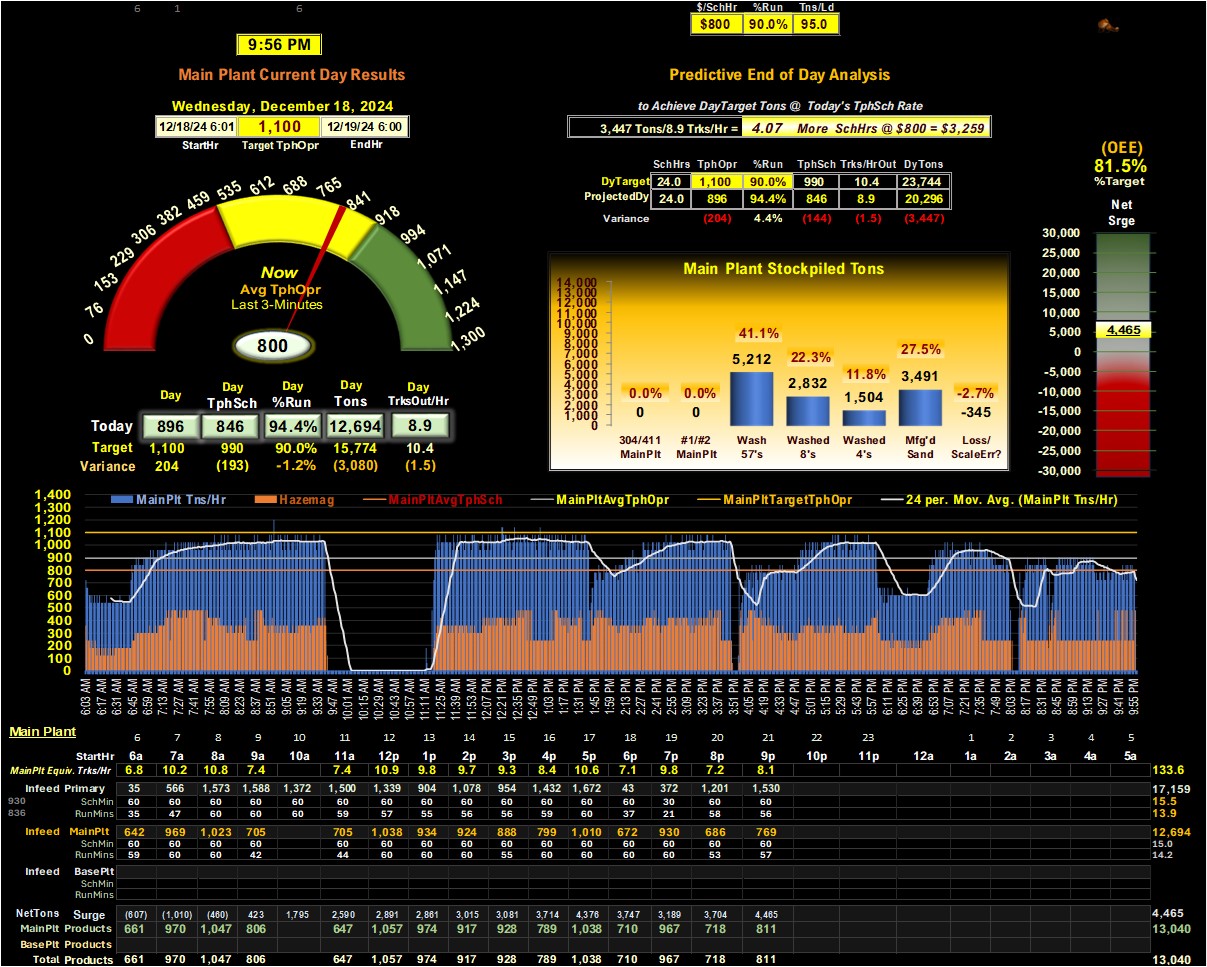 6 1 6
$/SchHr %Run Tns/Ld
$800 90.0% 95.0
9:56 PM
Main Plant Current Day Results
Wednesday, December 18, 2024
12/18/24 6:01 1,100 12/19/24 6:00
StartHr Target TphOpr EndHr
0 76 153 229 306 382 459 535 612 688 765 841 918 994 1,071 1,147 1,224 1,300
Now
Avg TphOpr
Last 3-Minutes
800
Day Day TphSch Day %Run Day Tons Day TrksOut/Hr
Today 896 846 94.4% 12,694 8.9
Target 1,100 990 90.0% 15,774 10.4
Variance 204 (193) -1.2% (3,080) (1.5)
Predictive End of Day Analysis
to Achieve DayTarget Tons @ Today's TphSch Rate
3,447 Tons/8.9 Trks/Hr = 4.07 More SchHrs @ $800 = $3,259
SchHrs TphOpr %Run TphSch Trks/HrOut DyTons
DyTarget 24.0 1,100 90.0% 990 10.4 23,744
ProjectedDy 24.0 896 94.4% 846 8.9 20,296
Variance (204) 4.4% (144) (1.5) (3,447)
Main Plant Stockpiled Tons
14,000
13,000
12,000
11,000
10,000
9,000
8,000
7,000
6,000
5,000
4,000
3,000
2,000
1,000
0
0.0% 0.0% 41.1% 22.3% 11.8% 27.5% -2.7%
0 0 5,212 2,832 1,504 3,491 -345
304/411 #1/#2 Wash Washed Washed Mfg'd Loss/
MainPlt MainPlt 57's 8's 4's Sand ScaleErr?
(OEE)
81.5%
%Target
Net
Srge
30,000
20,000
15,000
10,000
5,000
0
-5,000
-10,000
-15,000
-20,000
-30,000
4,465
MainPlt Tns/Hr Hazemag MainPltAvgTphSch MainPltAvgTphOpr MainPltTargetTphOpr 24 per. Mov. Avg. (MainPlt Tns/Hr)
1,400
1,300
1,200
1,100
1,000
900
800
700
600
500
400
300
200
100
0
6:03 AM 6:17 AM 6:31 AM 6:45 AM 6:59 AM 7:13 AM 7:27 AM 7:41 AM 7:55 AM 8:09 AM 8:23 AM 8:37 AM 8:51 AM 9:05 AM 9:19 AM 9:33 AM 9:47 AM 10:01 AM 10:15 AM 10:29 AM 10:43 AM 10:57 AM 11:11 AM 11:25 AM 11:39 AM 11:53 AM 12:07 PM 12:21 PM 12:35 PM 12:49 PM 1:03 PM 1:17 PM 1:31 PM 1:45 PM 1:59 PM 2:13 PM 2:27 PM 2:41 PM 2:55 PM 3:09 PM 3:23 PM 3:37 PM 3:51 PM 4:05 PM 4:19 PM 4:33 PM 4:47 PM 5:01 PM 5:15 PM 5:29 PM 5:43 PM 5:57 PM 6:11 PM 6:25 PM 6:39 PM 6:53 PM 7:07 PM 7:21 PM 7:35 PM 7:49 PM 8:03 PM 8:17 PM 8:31 PM 8:45 PM 8:59 PM 9:13 PM 9:27 PM 9:41 PM 9:55 PM
Main Plant 6 7 8 9 10 11 12 13 14 15 16 17 18 19 20 21 22 23 1 2 3 4 5
StartHr 6a 7a 8a 9a 10a 11a 12p 1p 2p 3p 4p 5p 6p 7p 8p 9p 10p 11p 12a 1a 2a 3a 4a 5a
MainPlt Equiv. Trks/Hr 6.8 10.2 10.8 7.4 7.4 10.9 9.8 9.7 9.3 8.4 10.6 7.1 9.8 7.2 8.1 133.6
Infeed Primary 35 566 1,573 1,588 1,372 1,500 1,339 904 1,078 954 1,432 1,672 43 372 1,201 1,530 17,159
930 SchMin 60 60 60 60 60 60 60 60 60 60 60 60 60 30 60 60 15.5
836 RunMins 35 47 60 60 60 59 57 55 56 56 59 60 37 21 58 56 13.9
Infeed MainPlt 642 969 1,023 705 705 1,038 934 924 888 799 1,010 672 930 686 769 12,694
SchMin 60 60 60 60 60 60 60 60 60 60 60 60 60 60 60 15.0
RunMins 59 60 60 42 44 60 60 60 55 60 60 60 60 53 57 14.2
Infeed BasePlt
SchMin
RunMins
NetTons Surge (607) (1,010) (460) 423 1,795 2,590 2,891 2,861 3,015 3,081 3,714 4,376 3,747 3,189 3,704 4,465 4,465
MainPlt Products 661 970 1,047 806 647 1,057 974 917 928 789 1,038 710 967 718 811 13,040
BasePlt Products
Total Products 661 970 1,047 806 647 1,057 974 917 928 789 1,038 710 967 718 811 13,040